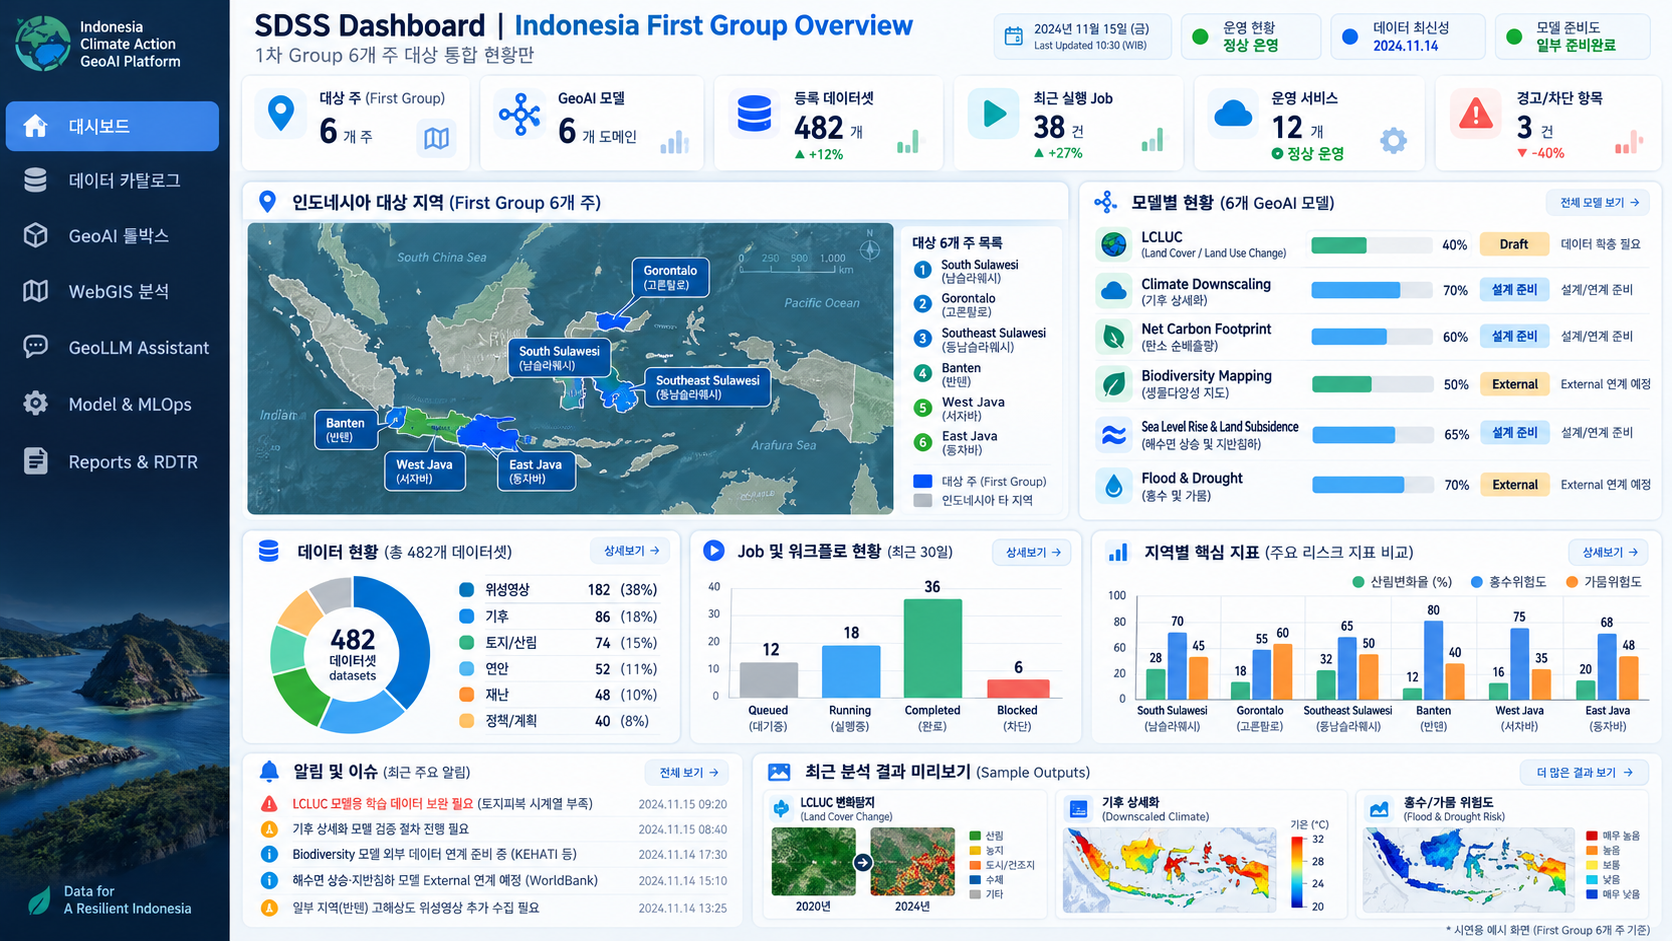 Indonesia
Climate Action
GeoAI Platform
대시보드
데이터 카탈로그
GeoAI 툴박스
WebGIS 분석
GeoLLM Assistant
Model & MLOps
Reports & RDTR
Data for
A Resilient Indonesia
SDSS Dashboard | Indonesia First Group Overview
1차 Group 6개 주 대상 통합 현황판
2024년 11월 15일 (금)
Last Updated 10:30 (WIB)
운영 현황
정상 운영
데이터 최신성
2024.11.14
모델 준비도
일부 준비완료
대상 주 (First Group)
6 개 주
GeoAI 모델
6 개 도메인
등록 데이터셋
482 개
▲ +12%
최근 실행 Job
38 건
▲ +27%
운영 서비스
12 개
정상 운영
경고/차단 항목
3 건
▼ -40%
인도네시아 대상 지역 (First Group 6개 주)
South China Sea
Pacific Ocean
Indian
Arafura Sea
N
0 250 500 1,000
km
Gorontalo
(고론탈로)
South Sulawesi
(남슬라웨시)
Southeast Sulawesi
(동남슬라웨시)
Banten
(반텐)
West Java
(서자바)
East Java
(동자바)
대상 6개 주 목록
1 South Sulawesi
(남슬라웨시)
2 Gorontalo
(고론탈로)
3 Southeast Sulawesi
(동남슬라웨시)
4 Banten
(반텐)
5 West Java
(서자바)
6 East Java
(동자바)
대상 주 (First Group)
인도네시아 타 지역
모델별 현황 (6개 GeoAI 모델)
전체 모델 보기 →
LCLUC
(Land Cover / Land Use Change)
40% Draft 데이터 확충 필요
Climate Downscaling
(기후 상세화)
70% 설계 준비 설계/연계 준비
Net Carbon Footprint
(탄소 순배출량)
60% 설계 준비 설계/연계 준비
Biodiversity Mapping
(생물다양성 지도)
50% External External 연계 예정
Sea Level Rise & Land Subsidence
(해수면 상승 및 지반침하)
65% 설계 준비 설계/연계 준비
Flood & Drought
(홍수 및 가뭄)
70% External External 연계 예정
데이터 현황 (총 482개 데이터셋)
상세보기 →
482
데이터셋
datasets
위성영상 182 (38%)
기후 86 (18%)
토지/산림 74 (15%)
연안 52 (11%)
재난 48 (10%)
정책/계획 40 (8%)
Job 및 워크플로 현황 (최근 30일)
상세보기 →
40
30
20
10
0
12
18
36
6
Queued
(대기중)
Running
(실행중)
Completed
(완료)
Blocked
(차단)
지역별 핵심 지표 (주요 리스크 지표 비교)
상세보기 →
산림변화율 (%) 홍수위험도 가뭄위험도
100
80
60
20
0
28 70 45
18 55 60
32 65 50
12 80 40
16 75 35
20 68 48
South Sulawesi
(남슬라웨시)
Gorontalo
(고론탈로)
Southeast Sulawesi
(동남슬라웨시)
Banten
(반텐)
West Java
(서자바)
East Java
(동자바)
알림 및 이슈 (최근 주요 알림)
전체 보기 →
LCLUC 모델용 학습 데이터 보완 필요 (토지피복 시계열 부족) 2024.11.15 09:20
기후 상세화 모델 검증 절차 진행 필요 2024.11.15 08:40
Biodiversity 모델 외부 데이터 연계 준비 중 (KEHATI 등) 2024.11.14 17:30
해수면 상승·지반침하 모델 External 연계 예정 (WorldBank) 2024.11.14 15:10
일부 지역(반텐) 고해상도 위성영상 추가 수집 필요 2024.11.14 13:25
최근 분석 결과 미리보기 (Sample Outputs)
더 많은 결과 보기 →
LCLUC 변화탐지
(Land Cover Change)
2020년
2024년
산림
농지
도시/건조지
수체
기타
기후 상세화
(Downscaled Climate)
기온 (°C)
32
28
24
20
홍수/가뭄 위험도
(Flood & Drought Risk)
매우 높음
높음
보통
낮음
매우 낮음
* 시연용 예시 화면 (First Group 6개 주 기준)